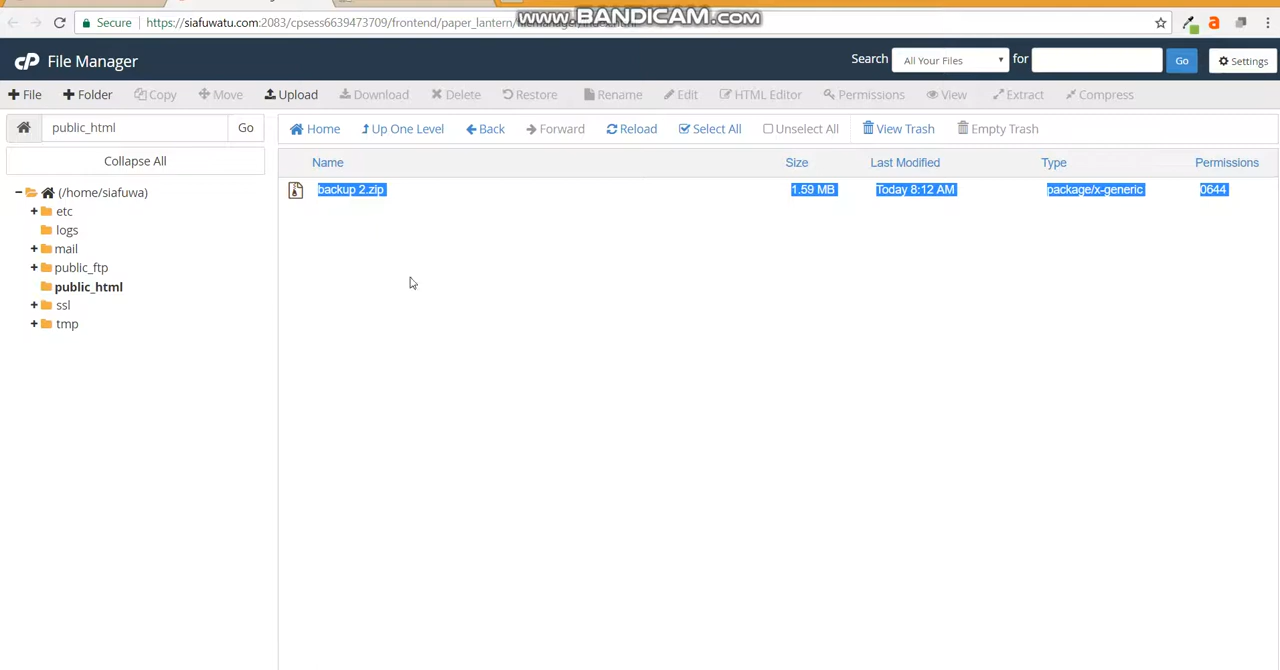 Secure https://siafuwatu.com:2083/cpsess6639473709/frontend/paper_lantern/
www.BANDICAM.com
cP File Manager Search All Your Files for Go Settings
File Folder Copy Move Upload Download Delete Restore Rename Edit HTML Editor Permissions View Extract Compress
public_html Go Home Up One Level Back Forward Reload Select All Unselect All View Trash Empty Trash
Collapse All
Name Size Last Modified Type Permissions
backup 2.zip 1.59 MB Today 8:12 AM package/x-generic 0644
(/home/siafuwa)
etc
logs
mail
public_ftp
public_html
ssl
tmp